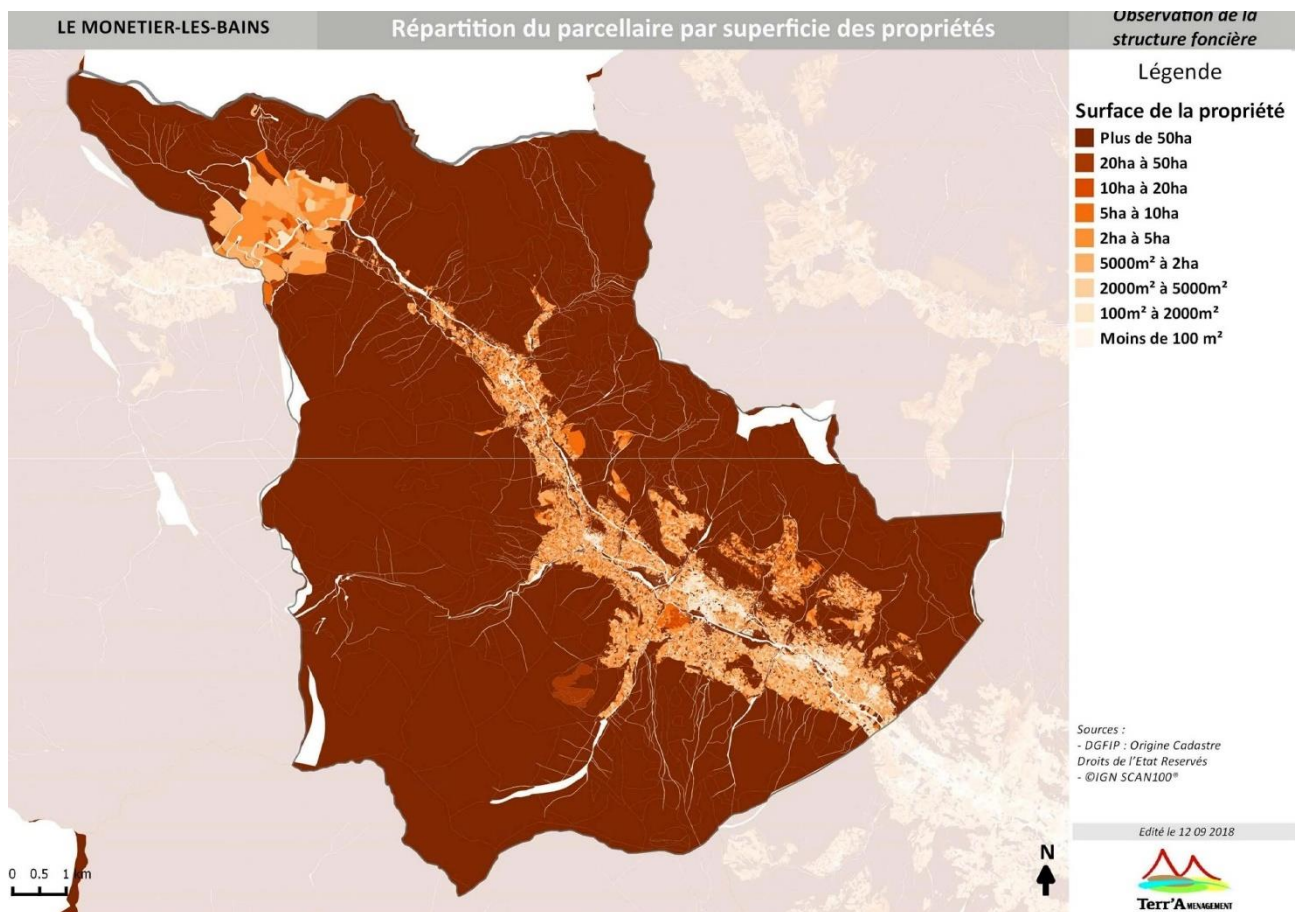 LE MONETIER-LES-BAINS
Répartition du parcellaire par superficie des propriétés
Observation de la
structure foncière
Légende
Surface de la propriété
Plus de 50ha
20ha à 50ha
10ha à 20ha
5ha à 10ha
2ha à 5ha
5000m² à 2ha
2000m² à 5000m²
100m² à 2000m²
Moins de 100 m²
Sources :
- DGFIP : Origine Cadastre
Droits de l'Etat Reservés
- ©IGN SCAN100®
Edité le 12 09 2018
N
0 0.5 1 km
Terr'AMENAGEMENT